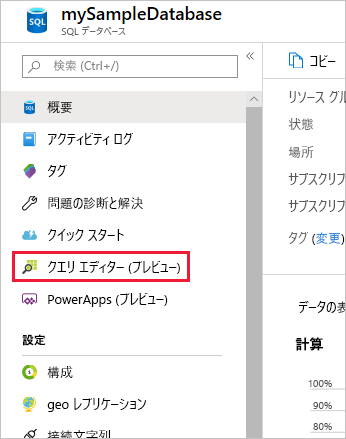 mySampleDatabase
SQL データベース
検索 (Ctrl+/)
概要
アクティビティ ログ
タグ
問題の診断と解決
クイック スタート
クエリ エディター (プレビュー)
PowerApps (プレビュー)
設定
構成
geo レプリケーション
接続文字列
コピー
リソース グル
状態
場所
サブスクリプ
サブスクリプ
タグ (変更)
データの表
計算
100%
90%
80%